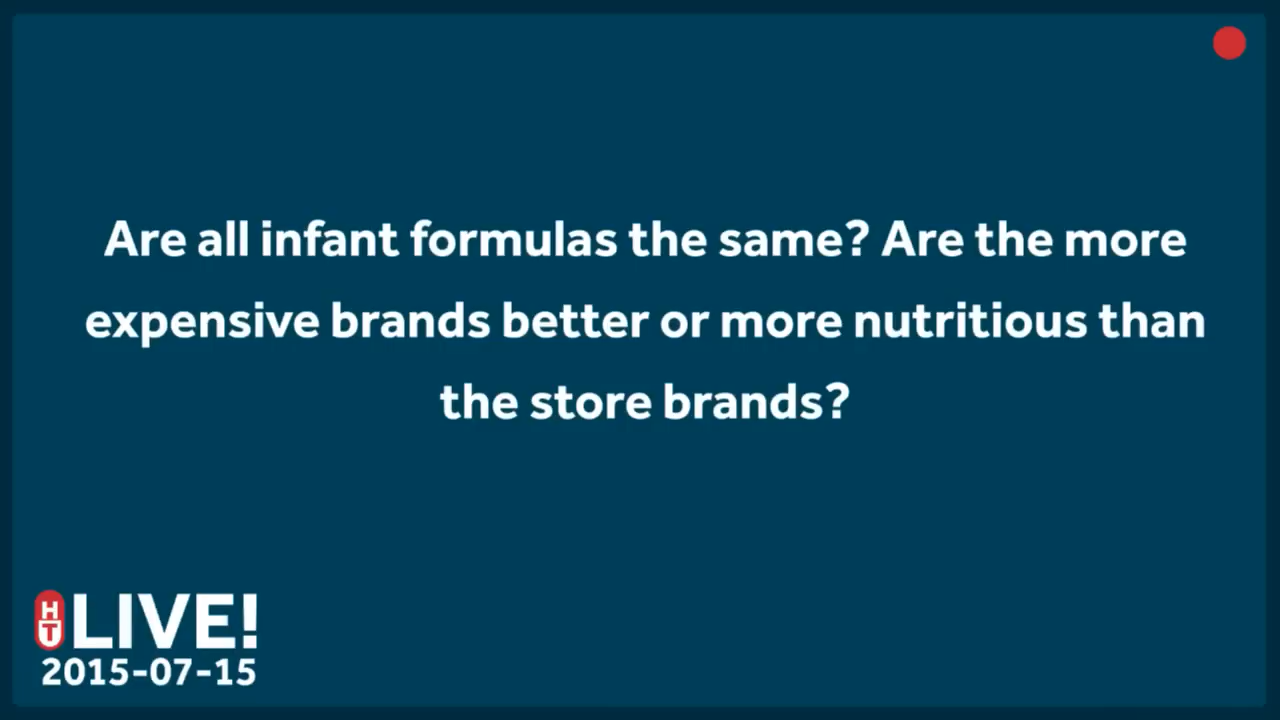 Are all infant formulas the same? Are the more
expensive brands better or more nutritious than
the store brands?
HT LIVE!
2015-07-15